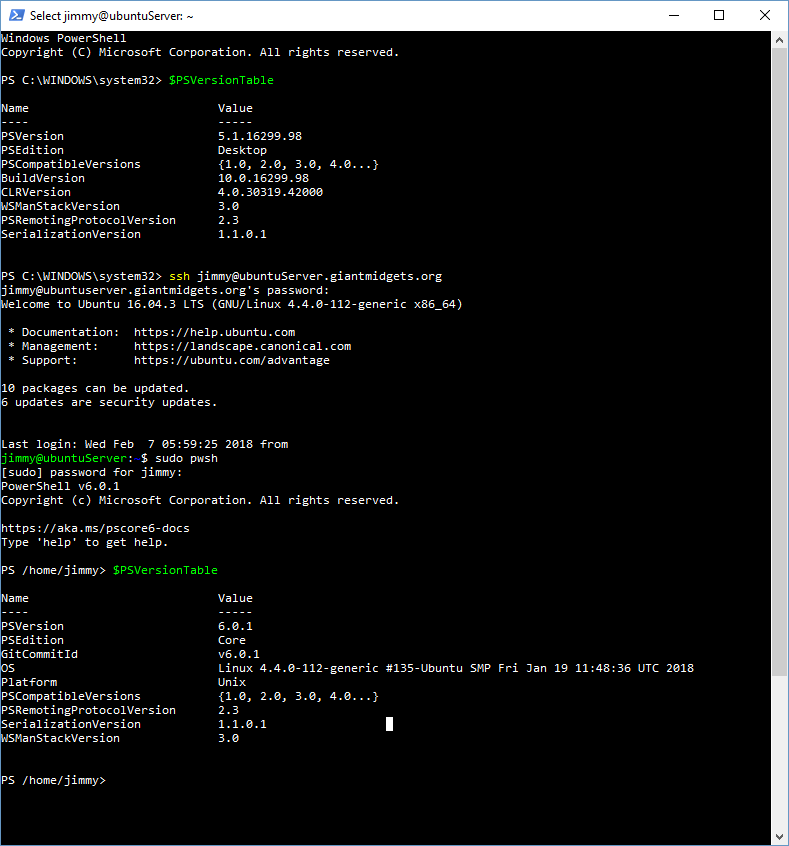 Select jimmy@ubuntuServer: ~
Windows PowerShell
Copyright (C) Microsoft Corporation. All rights reserved.
PS C:\WINDOWS\system32> $PSVersionTable
Name                           Value
----                           -----
PSVersion                      5.1.16299.98
PSEdition                      Desktop
PSCompatibleVersions           {1.0, 2.0, 3.0, 4.0...}
BuildVersion                   10.0.16299.98
CLRVersion                     4.0.30319.42000
WSManStackVersion              3.0
PSRemotingProtocolVersion      2.3
SerializationVersion           1.1.0.1
PS C:\WINDOWS\system32> ssh jimmy@ubuntuServer.giantmidgets.org
jimmy@ubuntuserver.giantmidgets.org's password:
Welcome to Ubuntu 16.04.3 LTS (GNU/Linux 4.4.0-112-generic x86_64)
 * Documentation:  https://help.ubuntu.com
 * Management:     https://landscape.canonical.com
 * Support:        https://ubuntu.com/advantage
10 packages can be updated.
6 updates are security updates.
Last login: Wed Feb  7 05:59:25 2018 from
jimmy@ubuntuServer:~$ sudo pwsh
[sudo] password for jimmy:
PowerShell v6.0.1
Copyright (c) Microsoft Corporation. All rights reserved.
https://aka.ms/pscore6-docs
Type 'help' to get help.
PS /home/jimmy> $PSVersionTable
Name                           Value
----                           -----
PSVersion                      6.0.1
PSEdition                      Core
GitCommitId                    v6.0.1
OS                             Linux 4.4.0-112-generic #135-Ubuntu SMP Fri Jan 19 11:48:36 UTC 2018
Platform                       Unix
PSCompatibleVersions           {1.0, 2.0, 3.0, 4.0...}
PSRemotingProtocolVersion      2.3
SerializationVersion           1.1.0.1
WSManStackVersion              3.0
PS /home/jimmy>